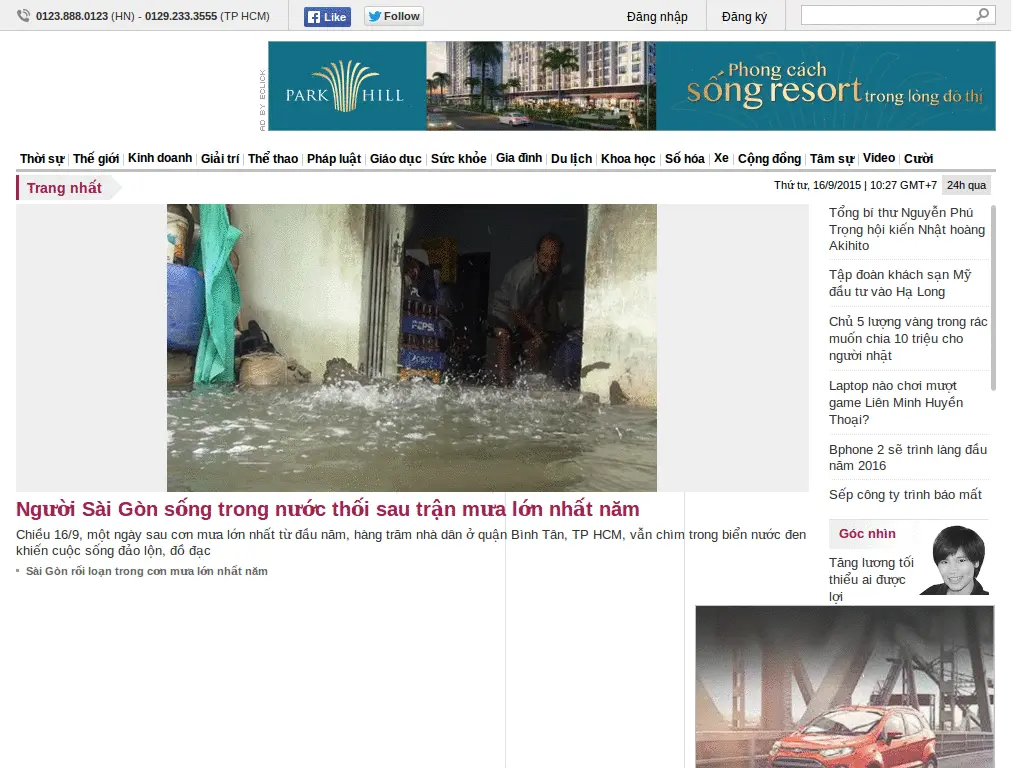 0123.888.0123 (HN) - 0129.233.3555 (TP HCM)
Like
Follow
Đăng nhập
Đăng ký
AD BY ECLICK
PARK HILL
Phong cách
sống resort trong lòng đô thị
Thời sự Thế giới Kinh doanh Giải trí Thể thao Pháp luật Giáo dục Sức khỏe Gia đình Du lịch Khoa học Số hóa Xe Cộng đồng Tâm sự Video Cười
Trang nhất
Thứ tư, 16/9/2015 | 10:27 GMT+7
24h qua
PEPSI
Người Sài Gòn sống trong nước thối sau trận mưa lớn nhất năm
Chiều 16/9, một ngày sau cơn mưa lớn nhất từ đầu năm, hàng trăm nhà dân ở quận Bình Tân, TP HCM, vẫn chìm trong biển nước đen
khiến cuộc sống đảo lộn, đồ đạc
Sài Gòn rối loạn trong cơn mưa lớn nhất năm
Tổng bí thư Nguyễn Phú
Trọng hội kiến Nhật hoàng
Akihito
Tập đoàn khách sạn Mỹ
đầu tư vào Hạ Long
Chủ 5 lượng vàng trong rác
muốn chia 10 triệu cho
người nhặt
Laptop nào chơi mượt
game Liên Minh Huyền
Thoại?
Bphone 2 sẽ trình làng đầu
năm 2016
Sếp công ty trình báo mất
Góc nhìn
Tăng lương tối
thiểu ai được
lợi